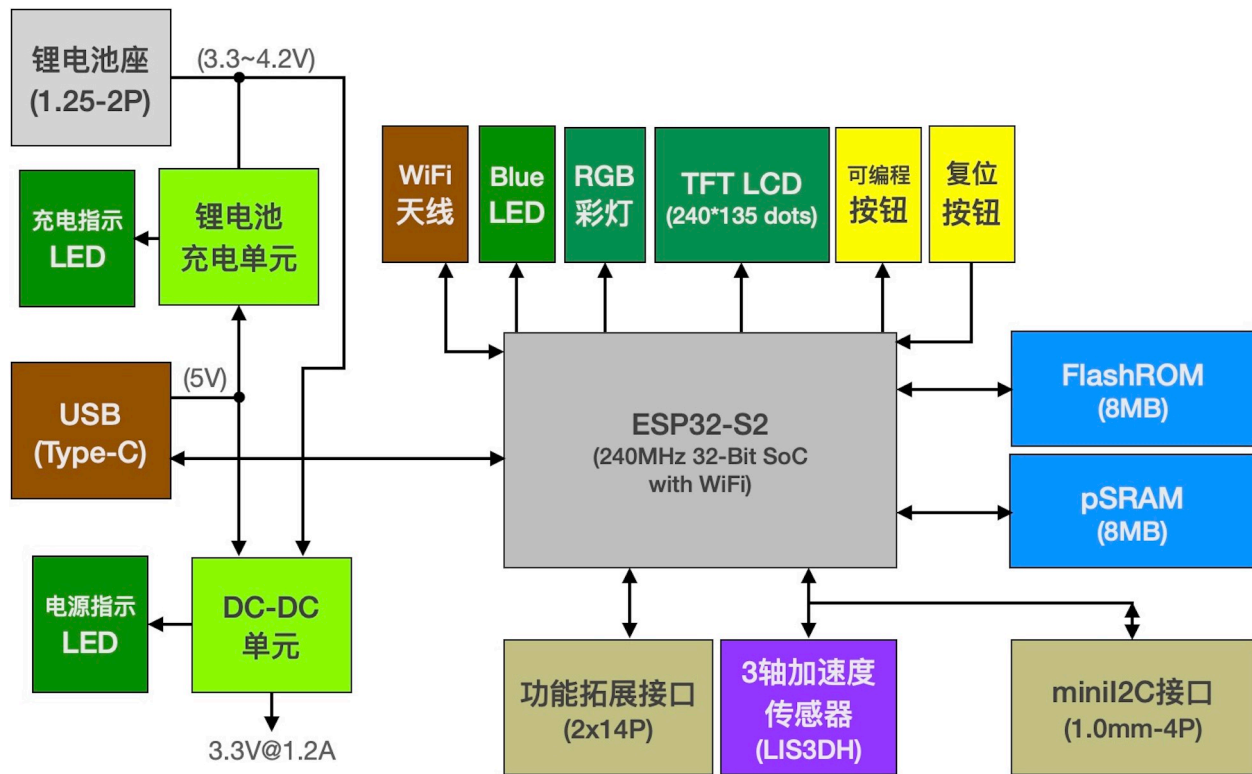 锂电池座
(1.25-2P)
(3.3~4.2V)
充电指示
LED
锂电池
充电单元
(5V)
USB
(Type-C)
电源指示
LED
DC-DC
单元
3.3V@1.2A
WiFi
天线
Blue
LED
RGB
彩灯
TFT LCD
(240*135 dots)
可编程
按钮
复位
按钮
ESP32-S2
(240MHz 32-Bit SoC
with WiFi)
FlashROM
(8MB)
pSRAM
(8MB)
功能拓展接口
(2x14P)
3轴加速度
传感器
(LIS3DH)
miniI2C接口
(1.0mm-4P)